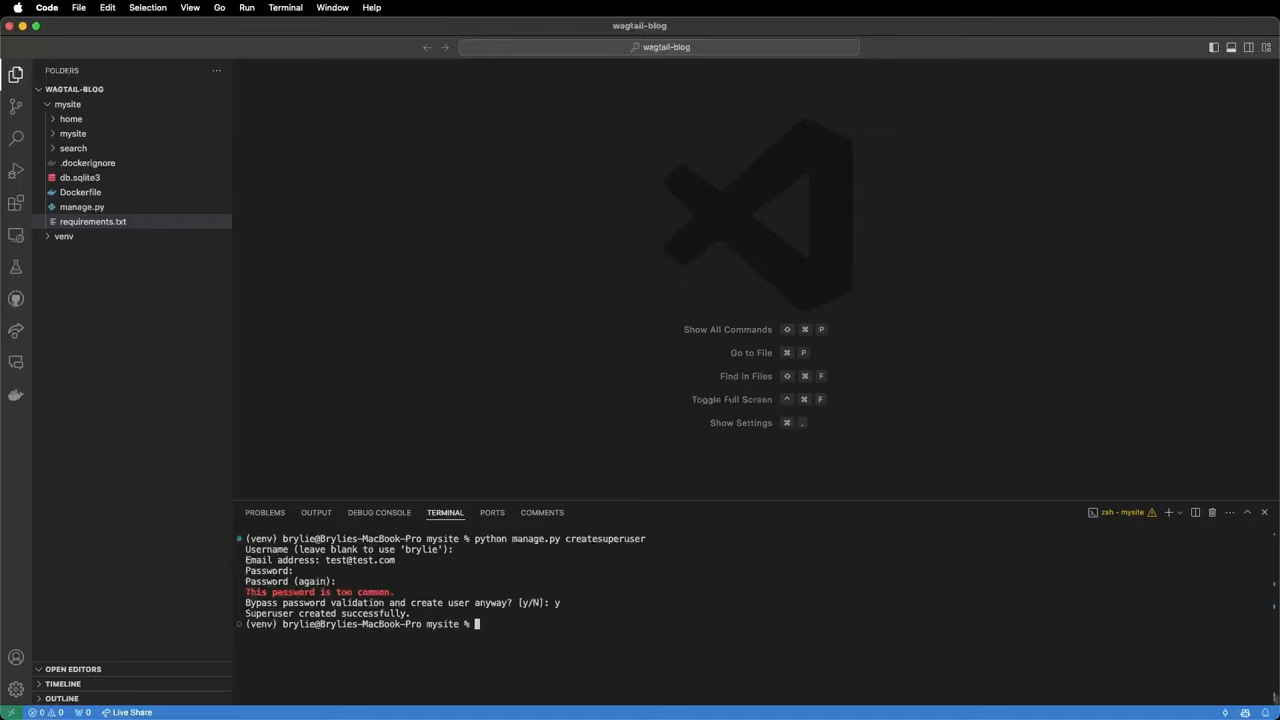 Code File Edit Selection View Go Run Terminal Window Help
wagtail-blog
wagtail-blog
FOLDERS
WAGTAIL-BLOG
mysite
home
mysite
search
.dockerignore
db.sqlite3
Dockerfile
manage.py
requirements.txt
venv
Show All Commands ⇧ ⌘ P
Go to File ⌘ P
Find in Files ⇧ ⌘ F
Toggle Full Screen ⌃ ⌘ F
Show Settings ⌘ ,
PROBLEMS OUTPUT DEBUG CONSOLE TERMINAL PORTS COMMENTS
zsh - mysite
(venv) brylie@Brylies-MacBook-Pro mysite % python manage.py createsuperuser
Username (leave blank to use 'brylie'):
Email address: test@test.com
Password:
Password (again):
This password is too common.
Bypass password validation and create user anyway? [y/N]: y
Superuser created successfully.
(venv) brylie@Brylies-MacBook-Pro mysite %
OPEN EDITORS
TIMELINE
OUTLINE
0 0 0 Live Share